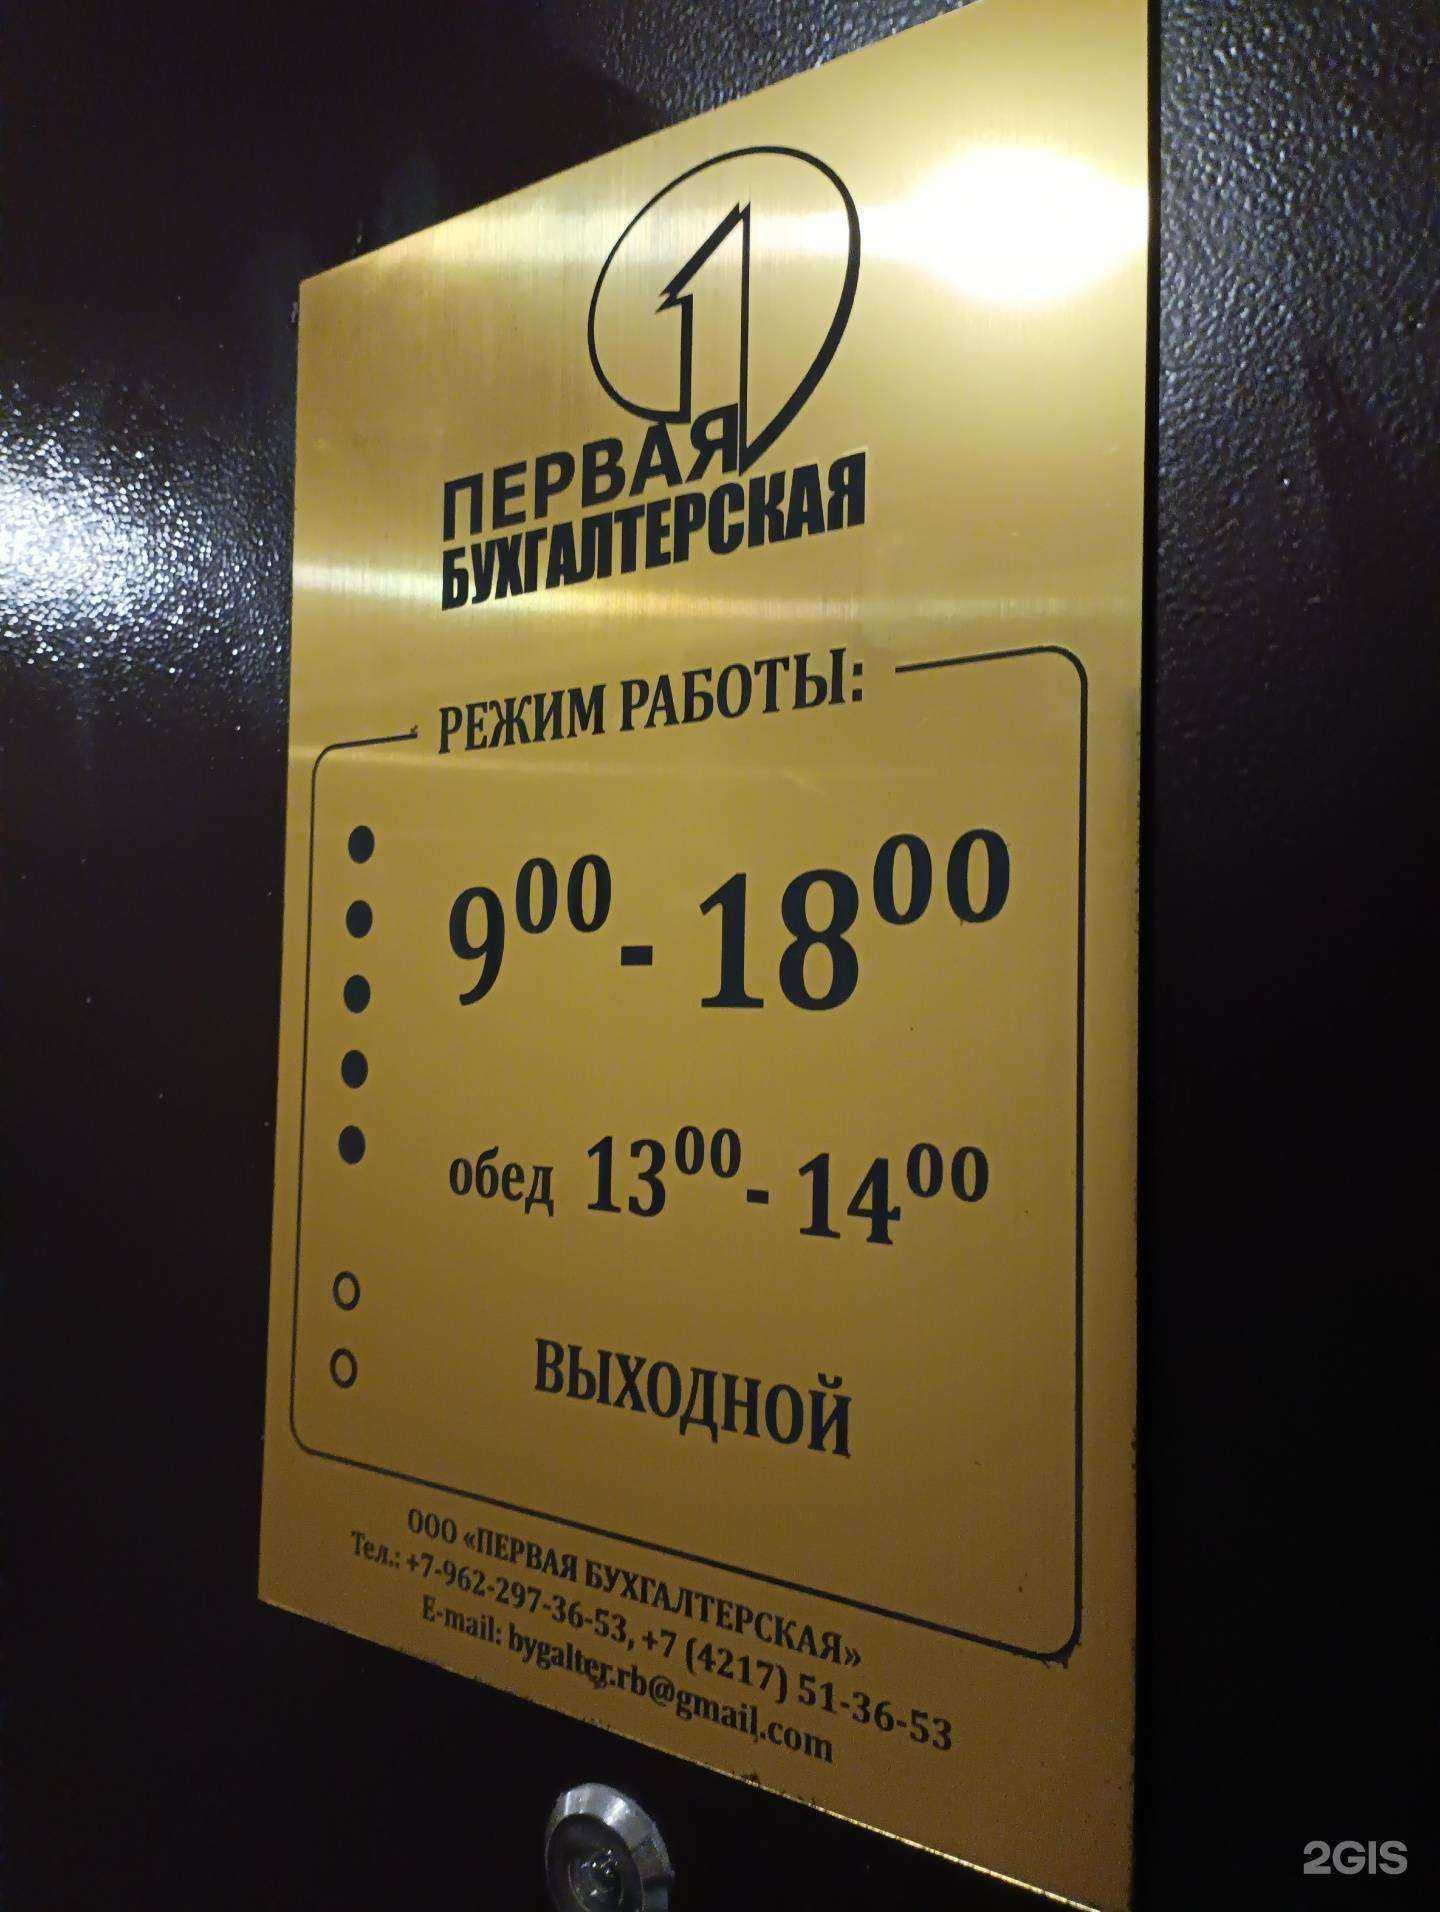 1
ПЕРВАЯ
БУХГАЛТЕРСКАЯ
РЕЖИМ РАБОТЫ:
9⁰⁰ - 18⁰⁰
обед 13⁰⁰ - 14⁰⁰
ВЫХОДНОЙ
ООО «ПЕРВАЯ БУХГАЛТЕРСКАЯ»
Тел.: +7-962-297-36-53, +7 (4217) 51-36-53
E-mail: bygalter.rb@gmail.com
2GIS